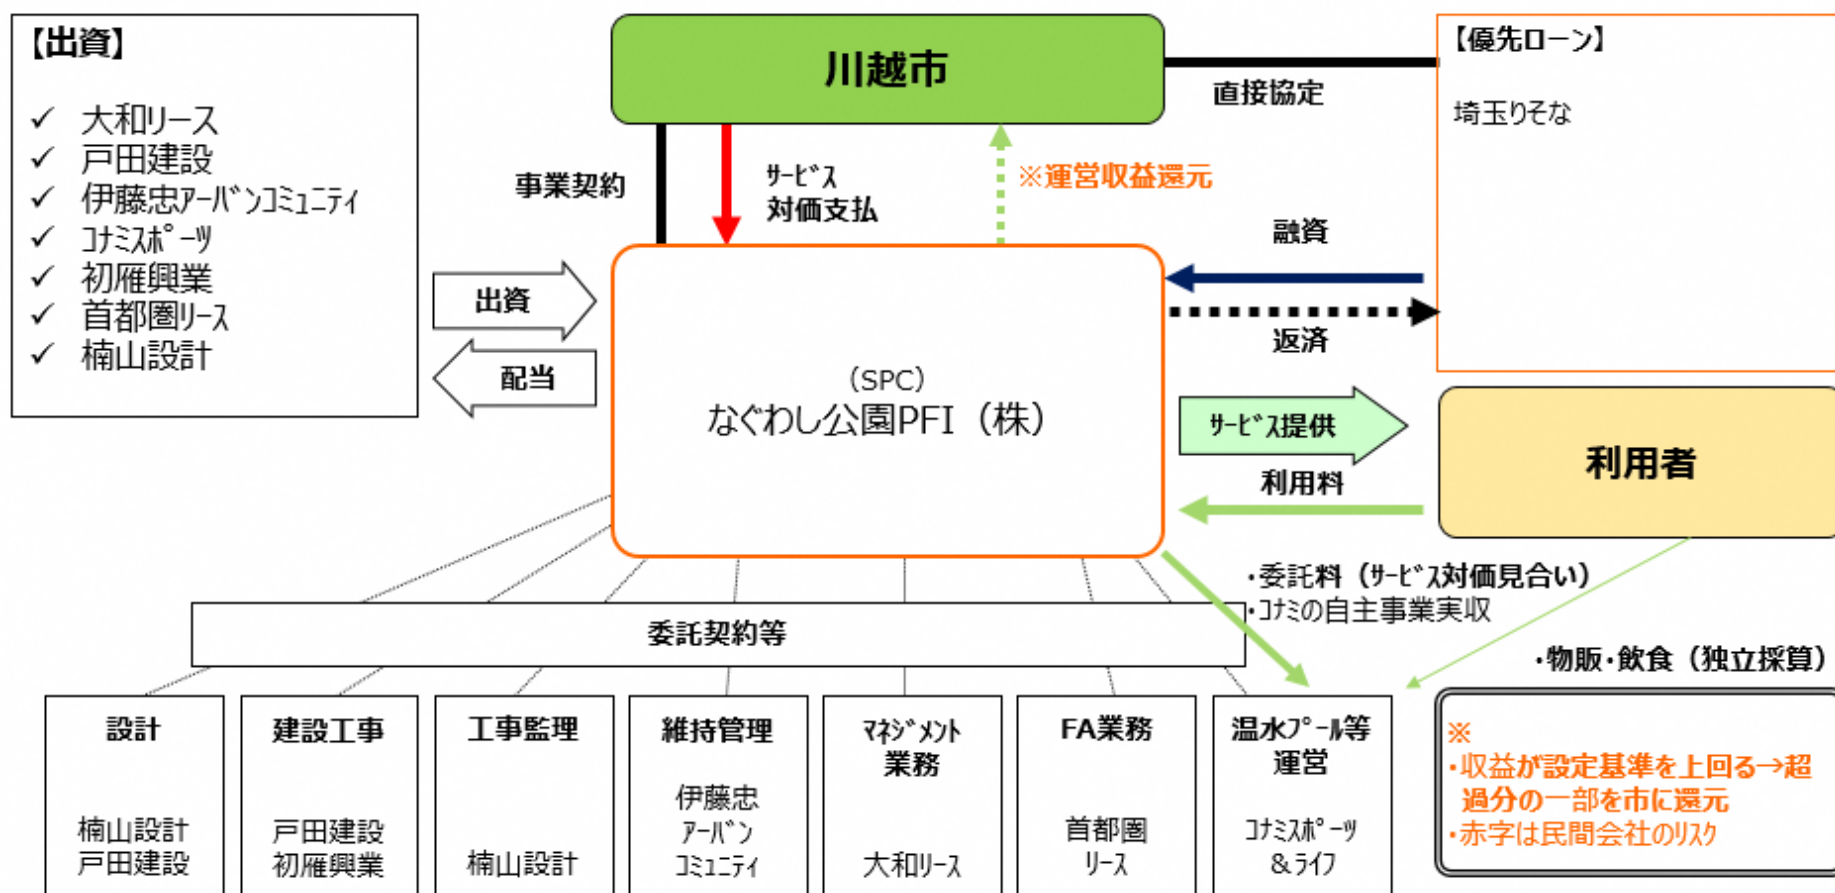 【出資】
✓ 大和リース
✓ 戸田建設
✓ 伊藤忠ｱｰﾊﾞﾝｺﾐｭﾆﾃｨ
✓ ｺﾅﾐｽﾎﾟｰﾂ
✓ 初雁興業
✓ 首都圏ﾘｰｽ
✓ 楠山設計
川越市
直接協定
【優先ローン】
埼玉りそな
事業契約
ｻｰﾋﾞｽ
対価支払
※運営収益還元
融資
返済
出資
配当
（SPC）
なぐわし公園PFI（株）
ｻｰﾋﾞｽ提供
利用料
利用者
・委託料（ｻｰﾋﾞｽ対価見合い）
・ｺﾅﾐの自主事業実収
・物販・飲食（独立採算）
委託契約等
設計
楠山設計
戸田建設
建設工事
戸田建設
初雁興業
工事監理
楠山設計
維持管理
伊藤忠
ｱｰﾊﾞﾝ
ｺﾐｭﾆﾃｨ
ﾏﾈｼﾞﾒﾝﾄ
業務
大和ﾘｰｽ
FA業務
首都圏
ﾘｰｽ
温水ﾌﾟｰﾙ等
運営
ｺﾅﾐｽﾎﾟｰﾂ
＆ﾗｲﾌ
※
・収益が設定基準を上回る→超
過分の一部を市に還元
・赤字は民間会社のﾘｽｸ